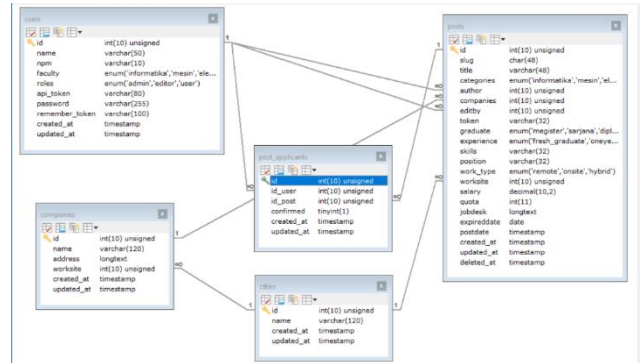 users
id int(10) unsigned
name varchar(50)
npm varchar(10)
faculty enum('informatika','mesin','ele...
roles enum('admin','editor','user')
api_token varchar(80)
password varchar(255)
remember_token varchar(100)
created_at timestamp
updated_at timestamp
posts
id int(10) unsigned
slug char(48)
title varchar(48)
categories enum('informatika','mesin','el...
author int(10) unsigned
companies int(10) unsigned
editby int(10) unsigned
token varchar(32)
graduate enum('megister','sarjana','dipl...
experience enum('fresh_graduate','oneye...
skills varchar(32)
position varchar(32)
work_type enum('remote','onsite','hybrid')
worksite int(10) unsigned
salary decimal(10,2)
quota int(11)
jobdesk longtext
expireddate date
postdate timestamp
created_at timestamp
updated_at timestamp
deleted_at timestamp
post_applicants
id int(10) unsigned
id_user int(10) unsigned
id_post int(10) unsigned
confirmed tinyint(1)
created_at timestamp
updated_at timestamp
companies
id int(10) unsigned
name varchar(120)
address longtext
worksite int(10) unsigned
created_at timestamp
updated_at timestamp
cities
id int(10) unsigned
name varchar(120)
created_at timestamp
updated_at timestamp
1
1
∞
∞
∞
∞
∞
∞
1
∞
1
1